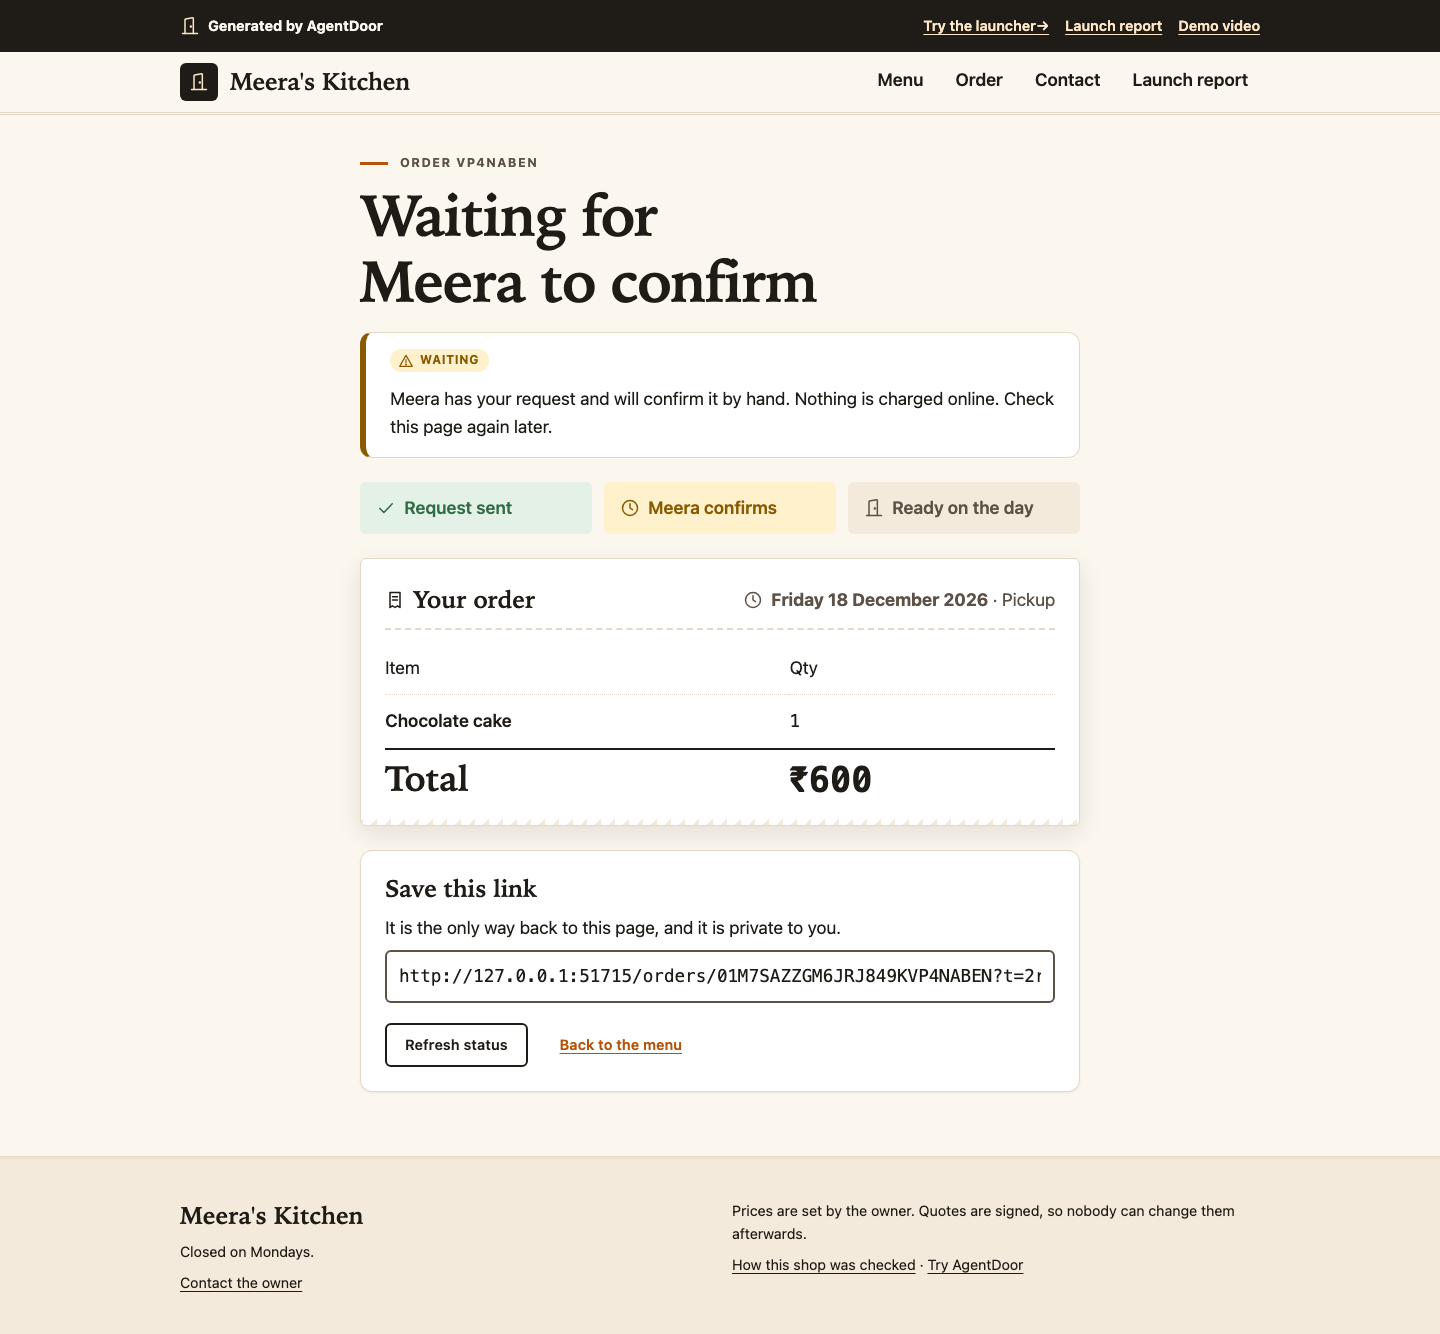 Generated by AgentDoor
Try the launcher→ Launch report Demo video
Meera's Kitchen
Menu Order Contact Launch report
ORDER VP4NABEN
Waiting for
Meera to confirm
WAITING
Meera has your request and will confirm it by hand. Nothing is charged online. Check
this page again later.
Request sent
Meera confirms
Ready on the day
Your order
Friday 18 December 2026 · Pickup
Item Qty
Chocolate cake 1
Total ₹600
Save this link
It is the only way back to this page, and it is private to you.
http://127.0.0.1:51715/orders/01M7SAZZGM6JRJ849KVP4NABEN?t=2r
Refresh status
Back to the menu
Meera's Kitchen
Closed on Mondays.
Contact the owner
Prices are set by the owner. Quotes are signed, so nobody can change them
afterwards.
How this shop was checked · Try AgentDoor